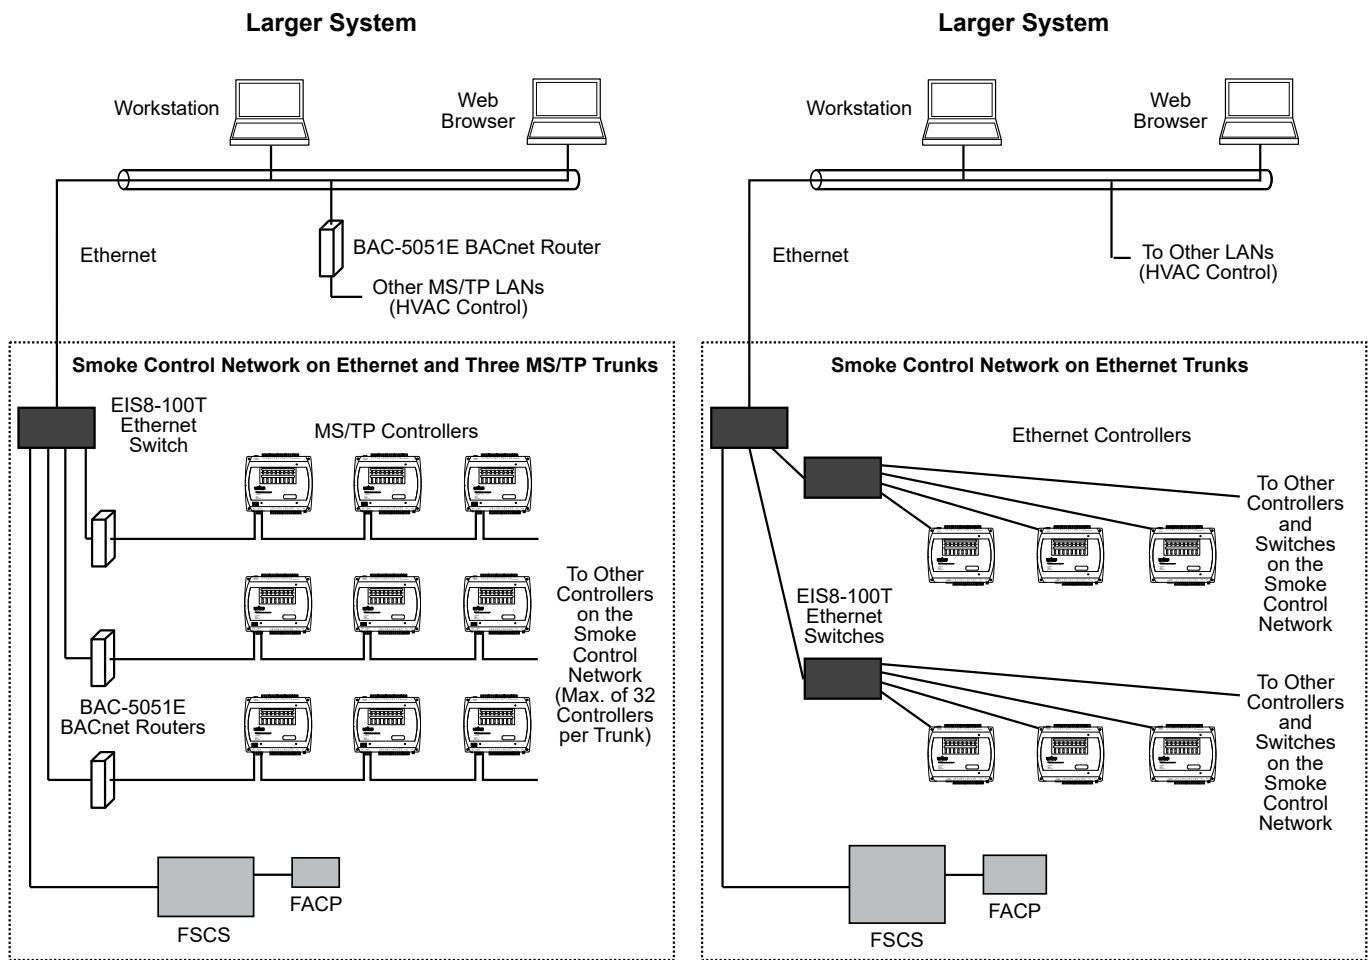 Larger System
Workstation
Web
Browser
Ethernet
BAC-5051E BACnet Router
Other MS/TP LANs
(HVAC Control)
Smoke Control Network on Ethernet and Three MS/TP Trunks
EIS8-100T
Ethernet
Switch
MS/TP Controllers
To Other
Controllers
on the
Smoke
Control
Network
(Max. of 32
Controllers
per Trunk)
BAC-5051E
BACnet Routers
FACP
FSCS
Larger System
Workstation
Web
Browser
Ethernet
To Other LANs
(HVAC Control)
Smoke Control Network on Ethernet Trunks
Ethernet Controllers
To Other
Controllers
and
Switches
on the
Smoke
Control
Network
EIS8-100T
Ethernet
Switches
To Other
Controllers
and
Switches
on the
Smoke
Control
Network
FACP
FSCS